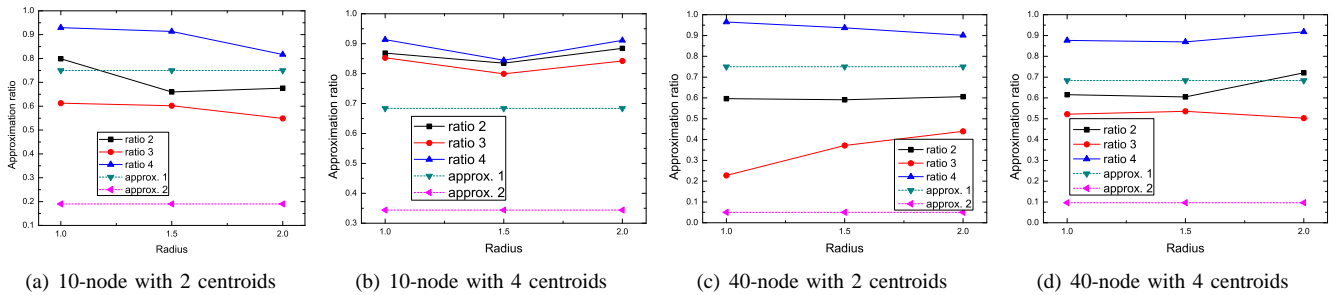 Approximation ratio
1.0
0.9
0.8
0.7
0.6
0.5
0.4
0.3
0.2
0.1
ratio 2
ratio 3
ratio 4
approx. 1
approx. 2
1.0 1.5 2.0
Radius
(a) 10-node with 2 centroids
Approximation ratio
1.0
0.9
0.8
0.7
0.6
0.5
0.4
0.3
ratio 2
ratio 3
ratio 4
approx. 1
approx. 2
1.0 1.5 2.0
Radius
(b) 10-node with 4 centroids
Approximation ratio
1.0
0.9
0.8
0.7
0.6
0.5
0.4
0.3
0.2
0.1
0.0
ratio 2
ratio 3
ratio 4
approx. 1
approx. 2
1.0 1.5 2.0
Radius
(c) 40-node with 2 centroids
Approximation ratio
1.0
0.9
0.8
0.7
0.6
0.5
0.4
0.3
0.2
0.1
0.0
ratio 2
ratio 3
ratio 4
approx. 1
approx. 2
1.0 1.5 2.0
Radius
(d) 40-node with 4 centroids